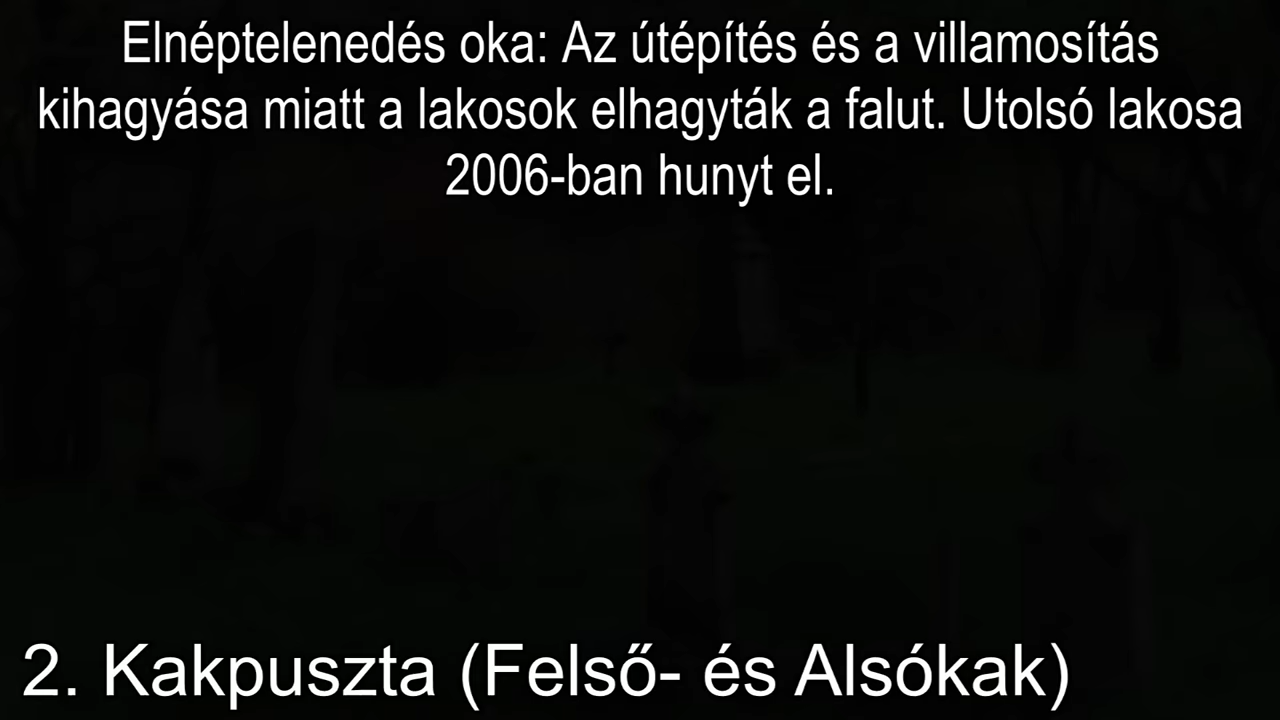 Elnéptelenedés oka: Az útépítés és a villamosítás
kihagyása miatt a lakosok elhagyták a falut. Utolsó lakosa
2006-ban hunyt el.
2. Kakpuszta (Felső- és Alsókak)